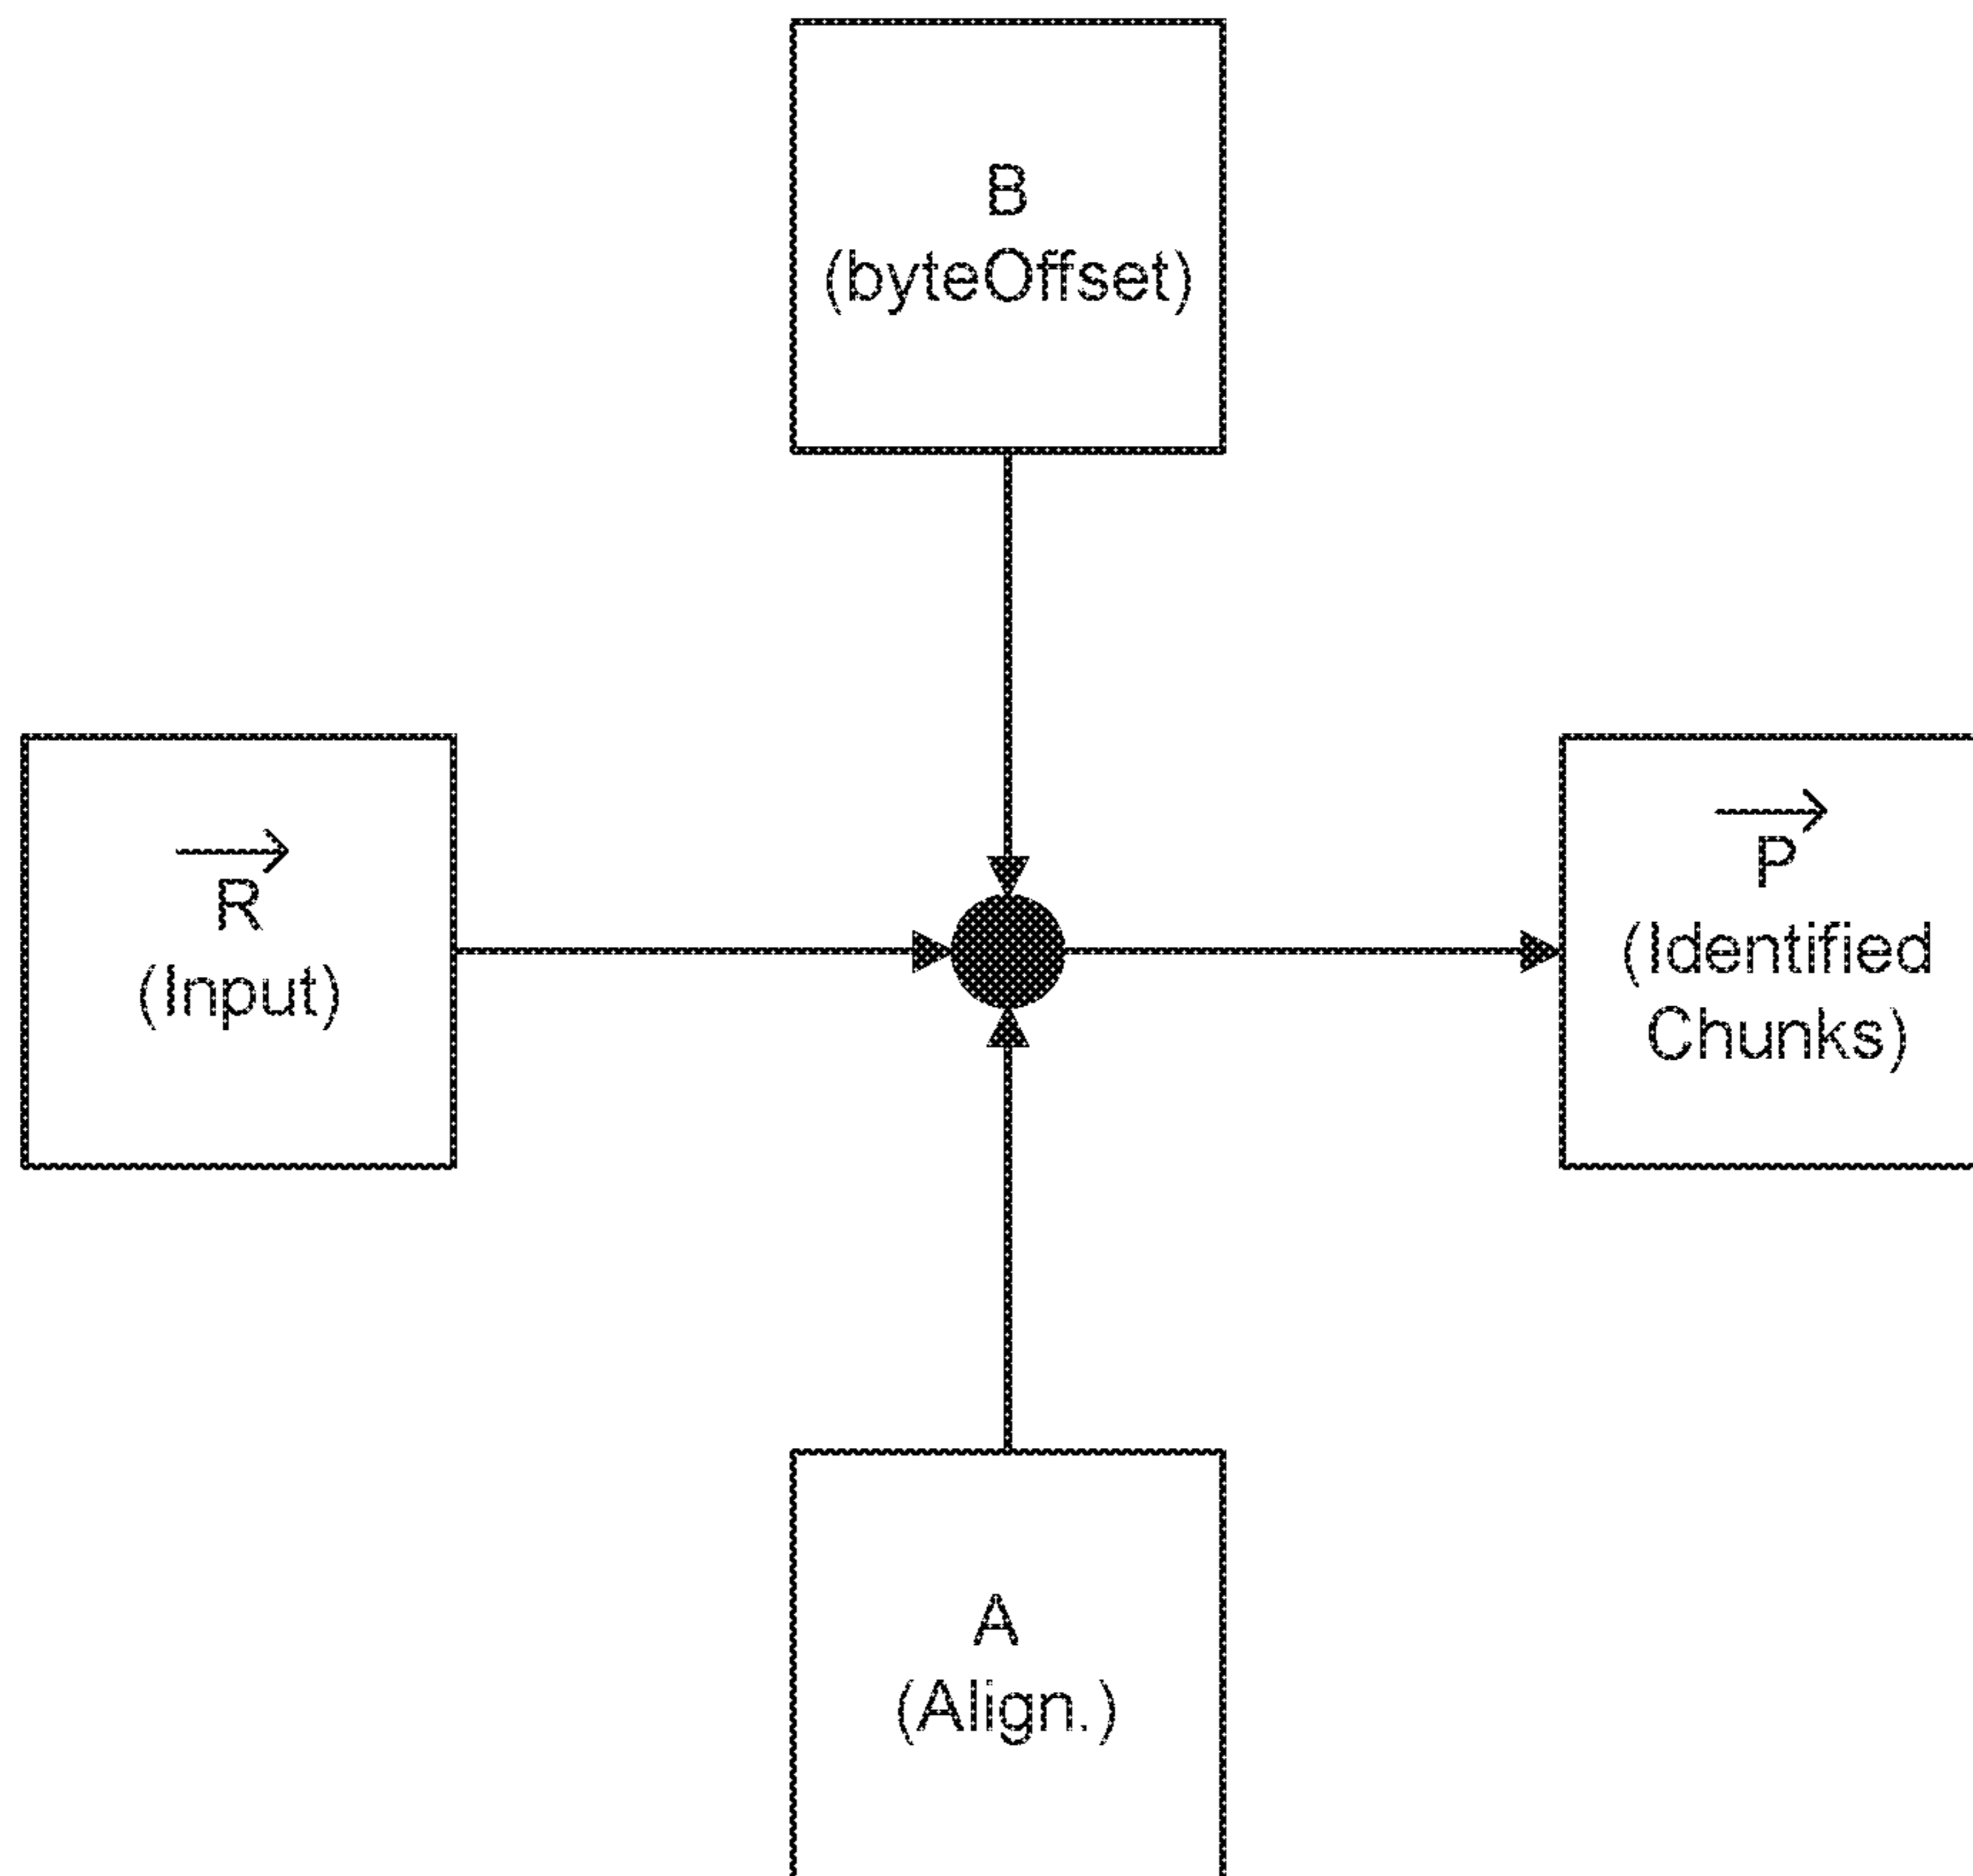 B
(byteOffset)
R
(Input)
P
(Identified
Chunks)
A
(Align.)